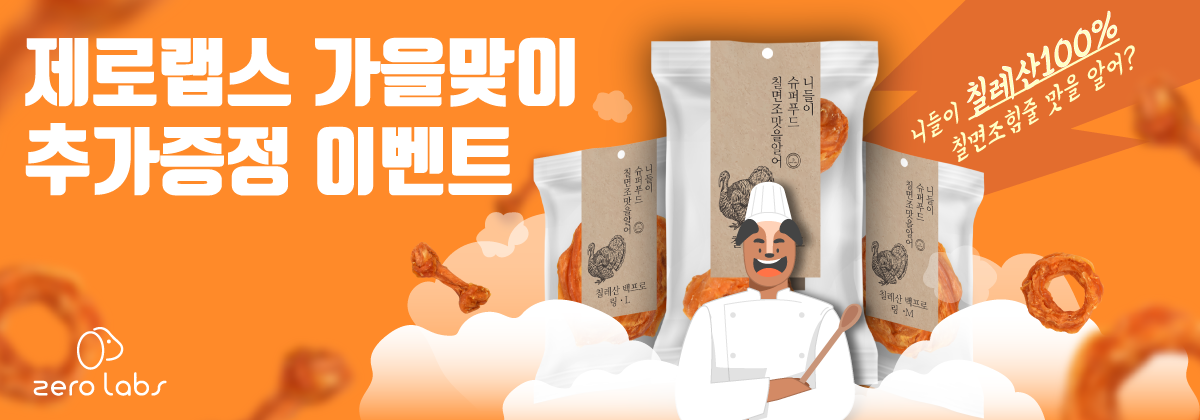 제로랩스 가을맞이
추가증정 이벤트
니들이 칠레산100%
칠면조힘줄 맛을 알어?
니들이
슈퍼푸드
칠면조맛을알어
니들이
슈퍼푸드
칠면조맛을알어
칠레산 백프로
링·L
니들이
슈퍼푸드
칠면조맛을알어
칠레산 백프로
링·M
zero labs